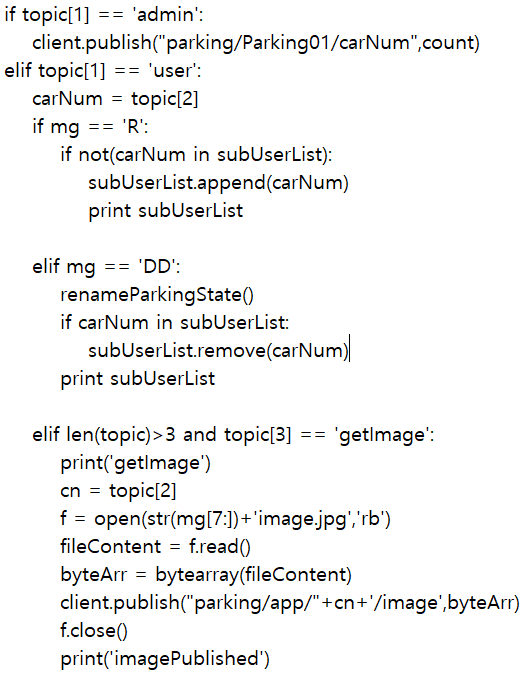 if topic[1] == 'admin':
client.publish("parking/Parking01/carNum",count)
elif topic[1] == 'user':
carNum = topic[2]
if mg == 'R':
if not(carNum in subUserList):
subUserList.append(carNum)
print subUserList
elif mg == 'DD':
renameParkingState()
if carNum in subUserList:
subUserList.remove(carNum)
print subUserList
elif len(topic)>3 and topic[3] == 'getImage':
print('getImage')
cn = topic[2]
f = open(str(mg[7:])+'image.jpg','rb')
fileContent = f.read()
byteArr = bytearray(fileContent)
client.publish("parking/app/"+cn+'/image',byteArr)
f.close()
print('imagePublished')